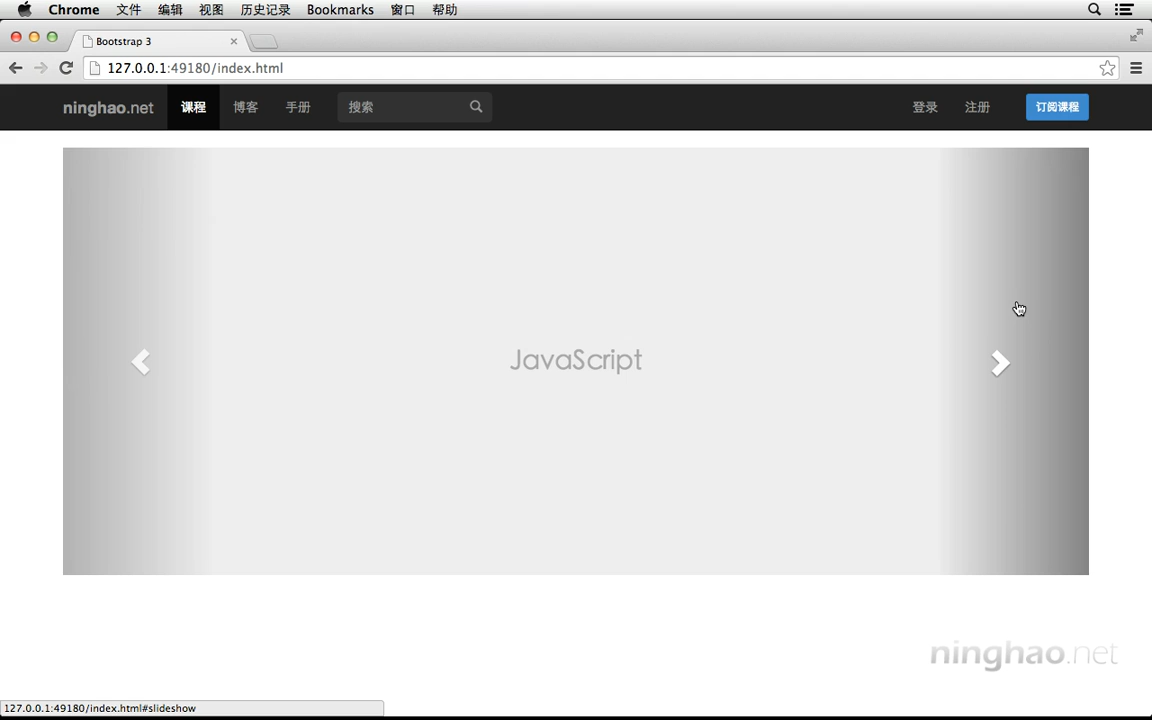 Chrome 文件 编辑 视图 历史记录 Bookmarks 窗口 帮助
Bootstrap 3
127.0.0.1:49180/index.html
ninghao.net 课程 博客 手册 搜索 登录 注册 订阅课程
JavaScript
ninghao.net
127.0.0.1:49180/index.html#slideshow